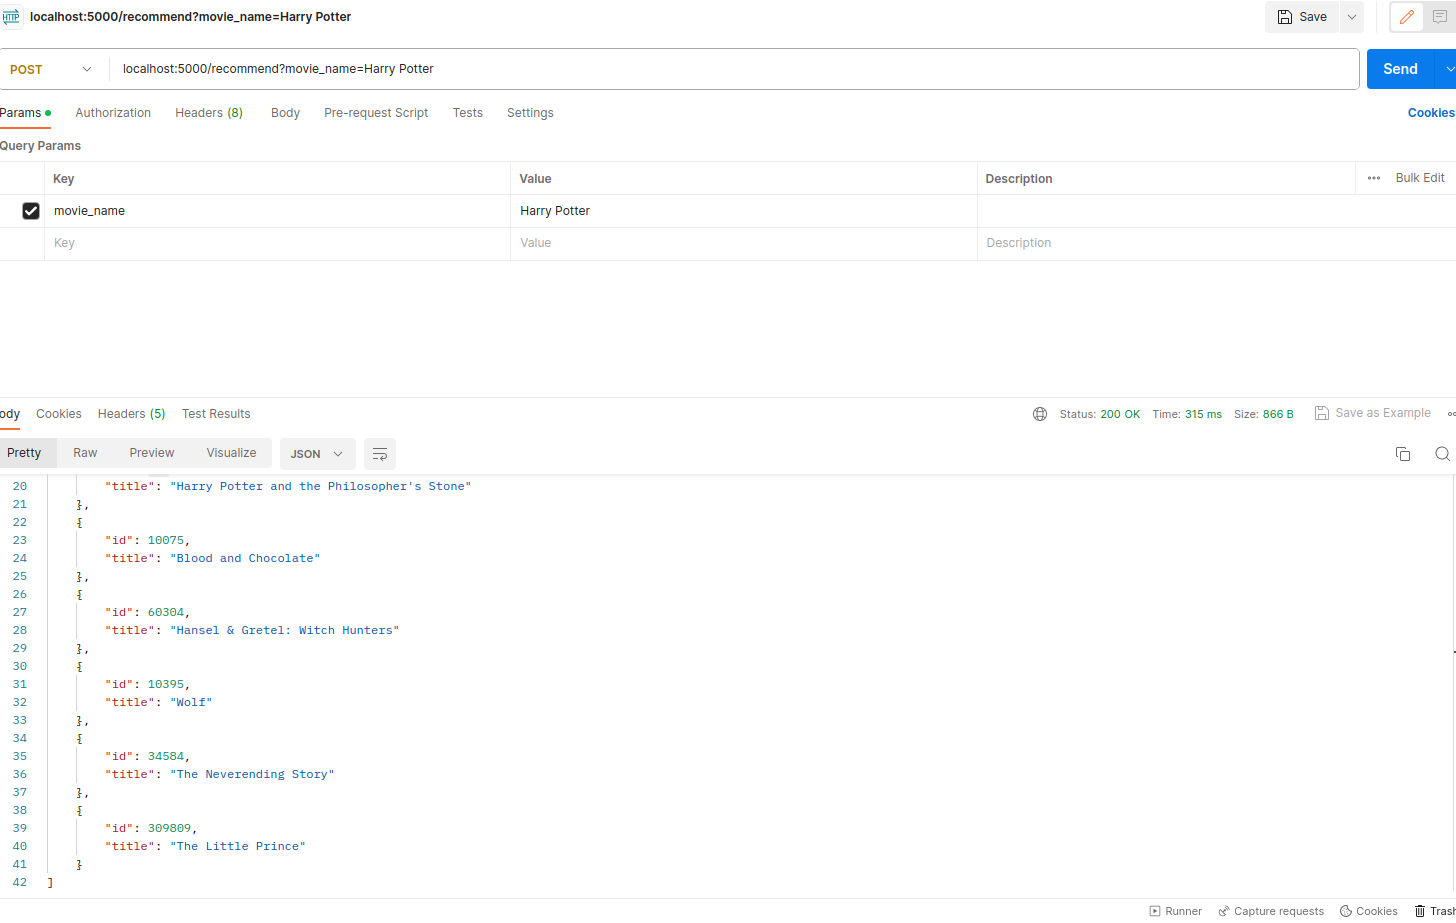 HTTP localhost:5000/recommend?movie_name=Harry Potter Save
POST localhost:5000/recommend?movie_name=Harry Potter Send
Params Authorization Headers (8) Body Pre-request Script Tests Settings Cookies
Query Params
Key Value Description ••• Bulk Edit
movie_name Harry Potter
Key Value Description
ody Cookies Headers (5) Test Results Status: 200 OK Time: 315 ms Size: 866 B Save as Example
Pretty Raw Preview Visualize JSON
20 "title": "Harry Potter and the Philosopher's Stone"
21 },
22 {
23 "id": 10075,
24 "title": "Blood and Chocolate"
25 },
26 {
27 "id": 60304,
28 "title": "Hansel & Gretel: Witch Hunters"
29 },
30 {
31 "id": 10395,
32 "title": "Wolf"
33 },
34 {
35 "id": 34584,
36 "title": "The Neverending Story"
37 },
38 {
39 "id": 309809,
40 "title": "The Little Prince"
41 }
42 ]
Runner Capture requests Cookies Trash